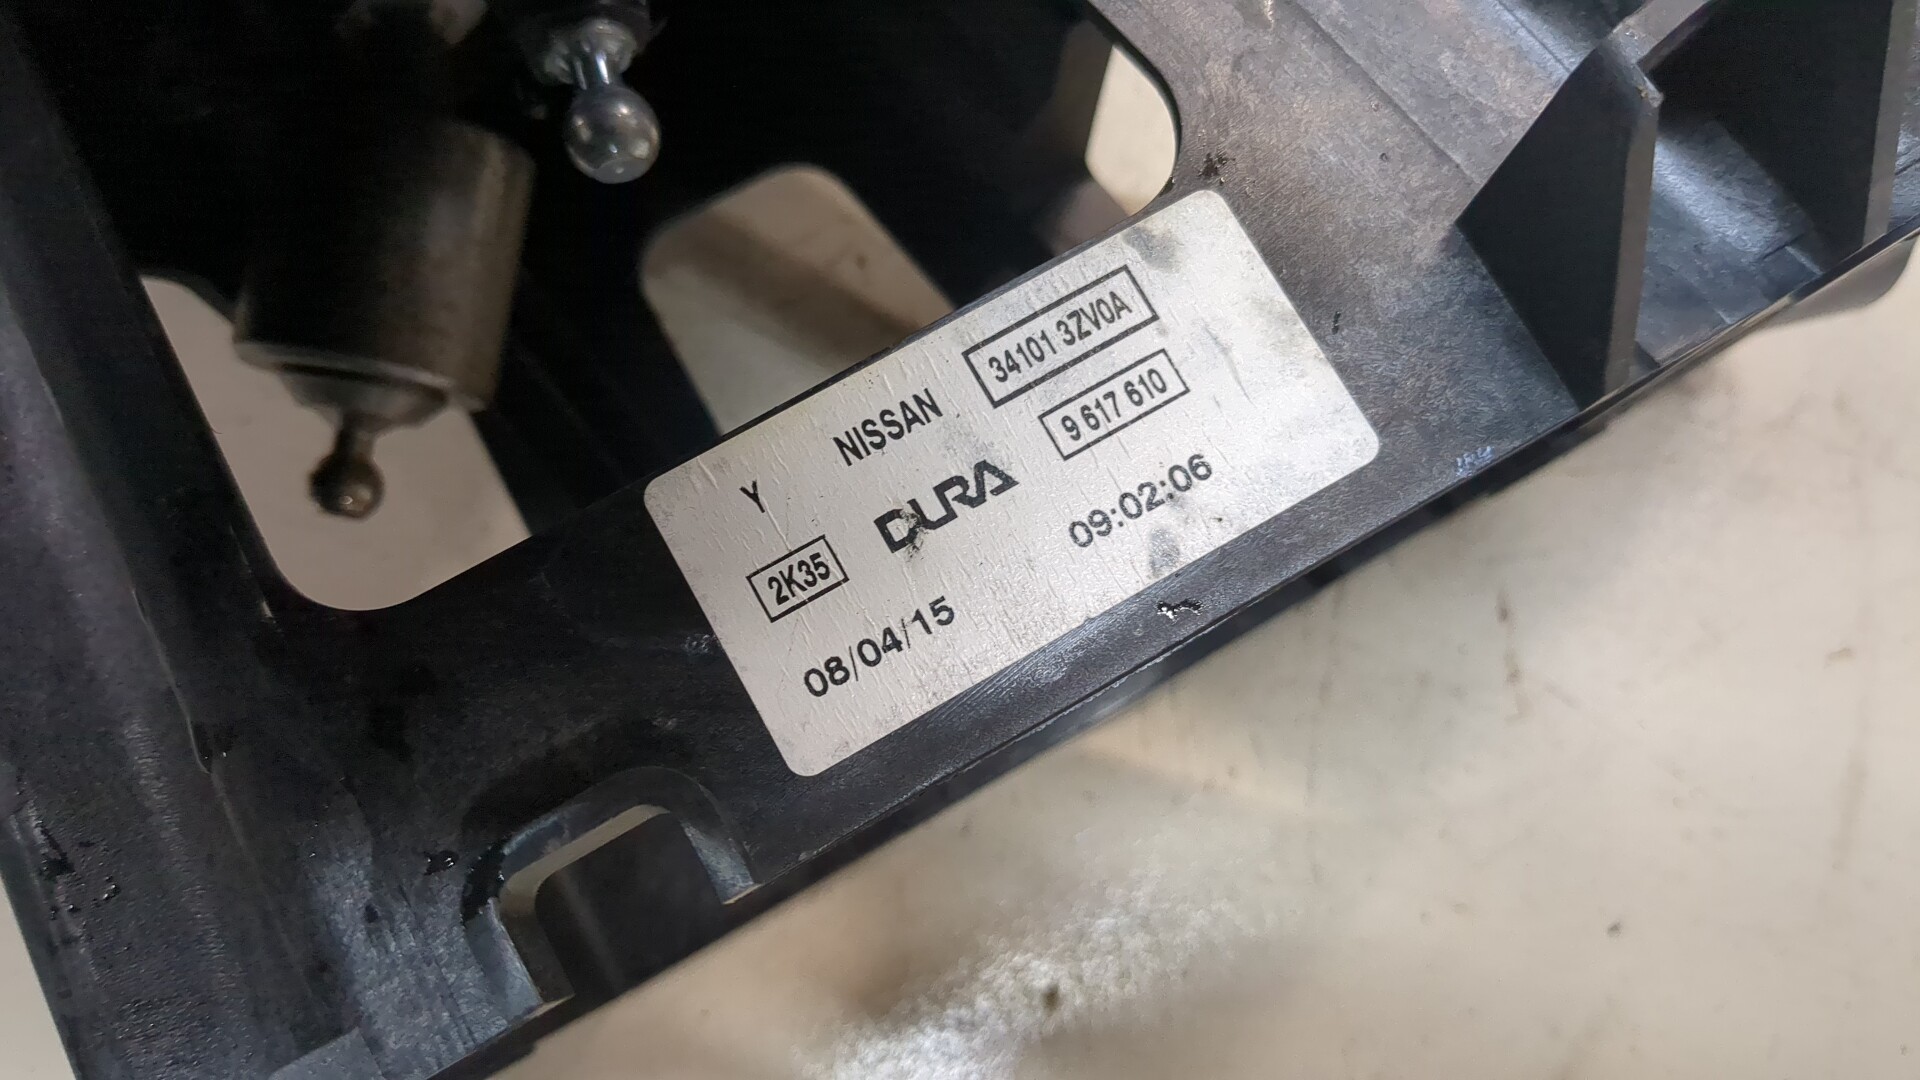 NISSAN
34101 3ZV0A
Y
DURA
9 617 610
2K35
09:02:06
08/04/15